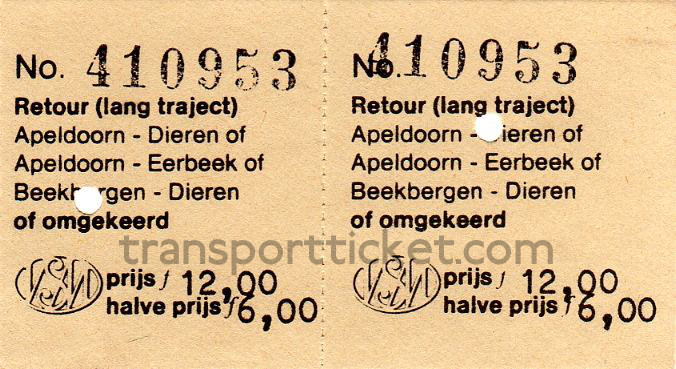 No. 410953
Retour (lang traject)
Apeldoorn - Dieren of
Apeldoorn - Eerbeek of
Beekbergen - Dieren
of omgekeerd
prijs ƒ 12,00
halve prijs ƒ 6,00
No. 410953
Retour (lang traject)
Apeldoorn - Dieren of
Apeldoorn - Eerbeek of
Beekbergen - Dieren
of omgekeerd
prijs ƒ 12,00
halve prijs ƒ 6,00
transportticket.com